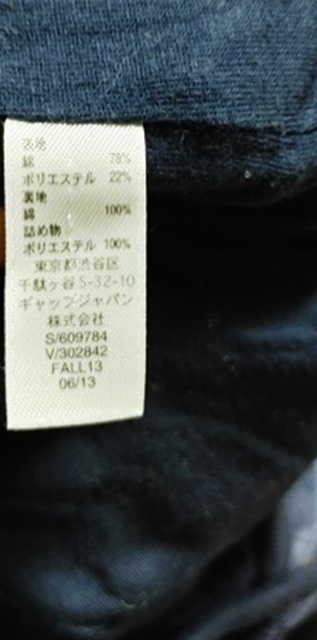 表地
綿 78%
ポリエステル 22%
裏地
綿 100%
詰め物
ポリエステル 100%
東京都渋谷区
千駄ヶ谷5-32-10
ギャップジャパン
株式会社
S/609784
V/302842
FALL13
06/13